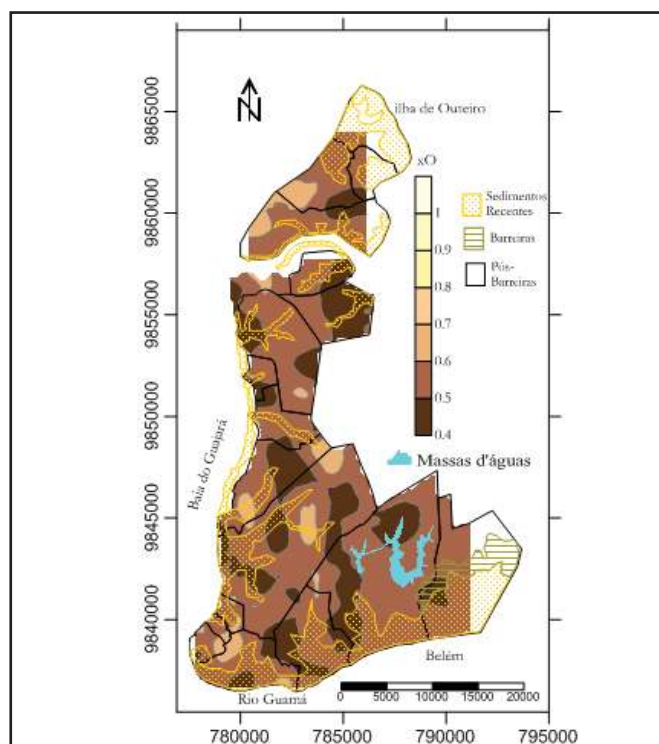 N
ilha de Outeiro
xO
Sedimentos
Recentes
Barreiras
Pós-
Barreiras
1
0.9
0.8
0.7
0.6
0.5
0.4
Massas d'águas
Baia do Guajará
Belém
Rio Guamá
0 5000 10000 15000 20000
9865000
9860000
9855000
9850000
9845000
9840000
780000 785000 790000 795000